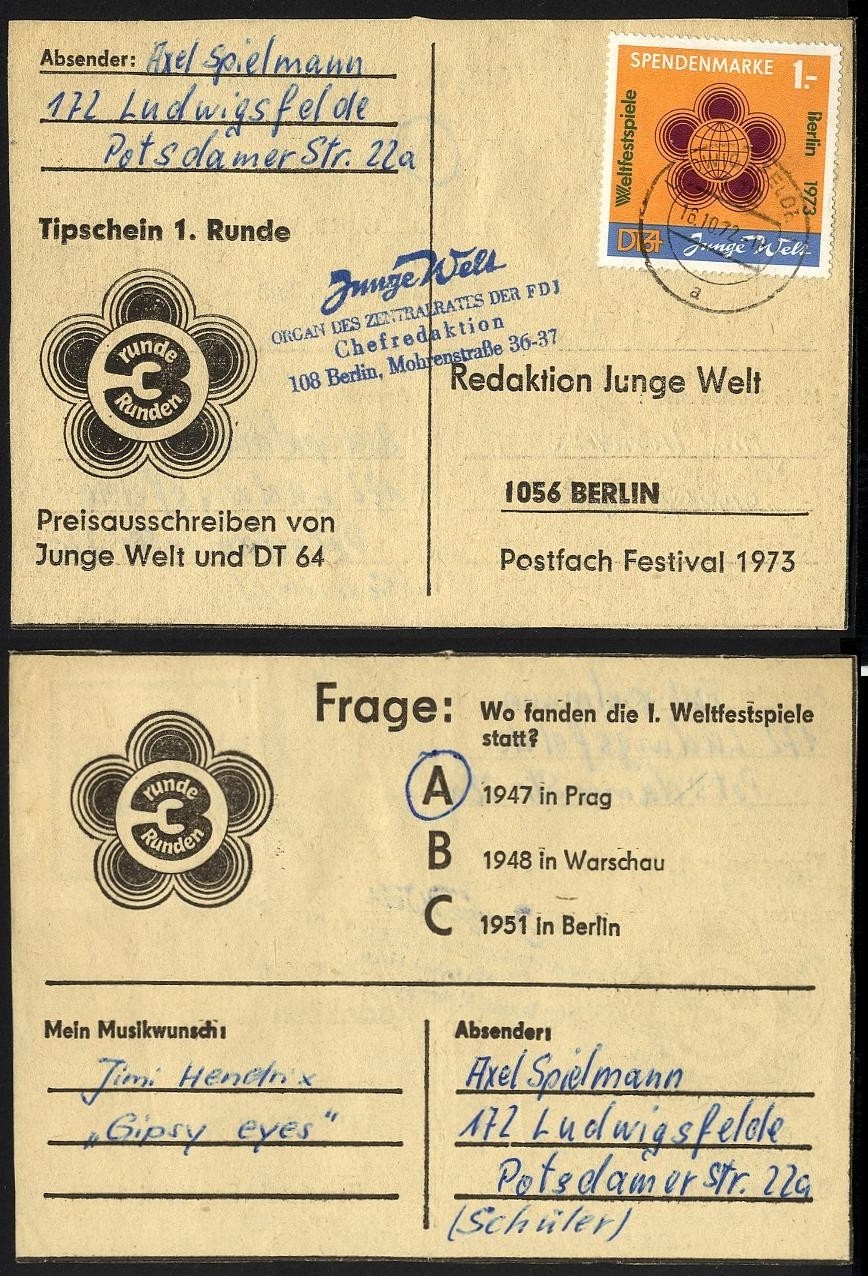 Absender: Axel Spielmann
172 Ludwigsfelde
Potsdamer Str. 22a
SPENDENMARKE 1.-
Weltfestspiele
Berlin 1973
DT64 Junge Welt
16.10.72
a
Tipschein 1. Runde
runde
3
Runden
Junge Welt
ORGAN DES ZENTRALRATES DER FDJ
Chefredaktion
108 Berlin, Mohrenstraße 36-37
Redaktion Junge Welt
1056 BERLIN
Postfach Festival 1973
Preisausschreiben von
Junge Welt und DT 64
Frage: Wo fanden die I. Weltfestspiele
statt?
A 1947 in Prag
B 1948 in Warschau
C 1951 in Berlin
runde
3
Runden
Mein Musikwunsch:
Jimi Hendrix
„Gipsy eyes“
Absender:
Axel Spielmann
172 Ludwigsfelde
Potsdamer Str. 22a
(Schüler)